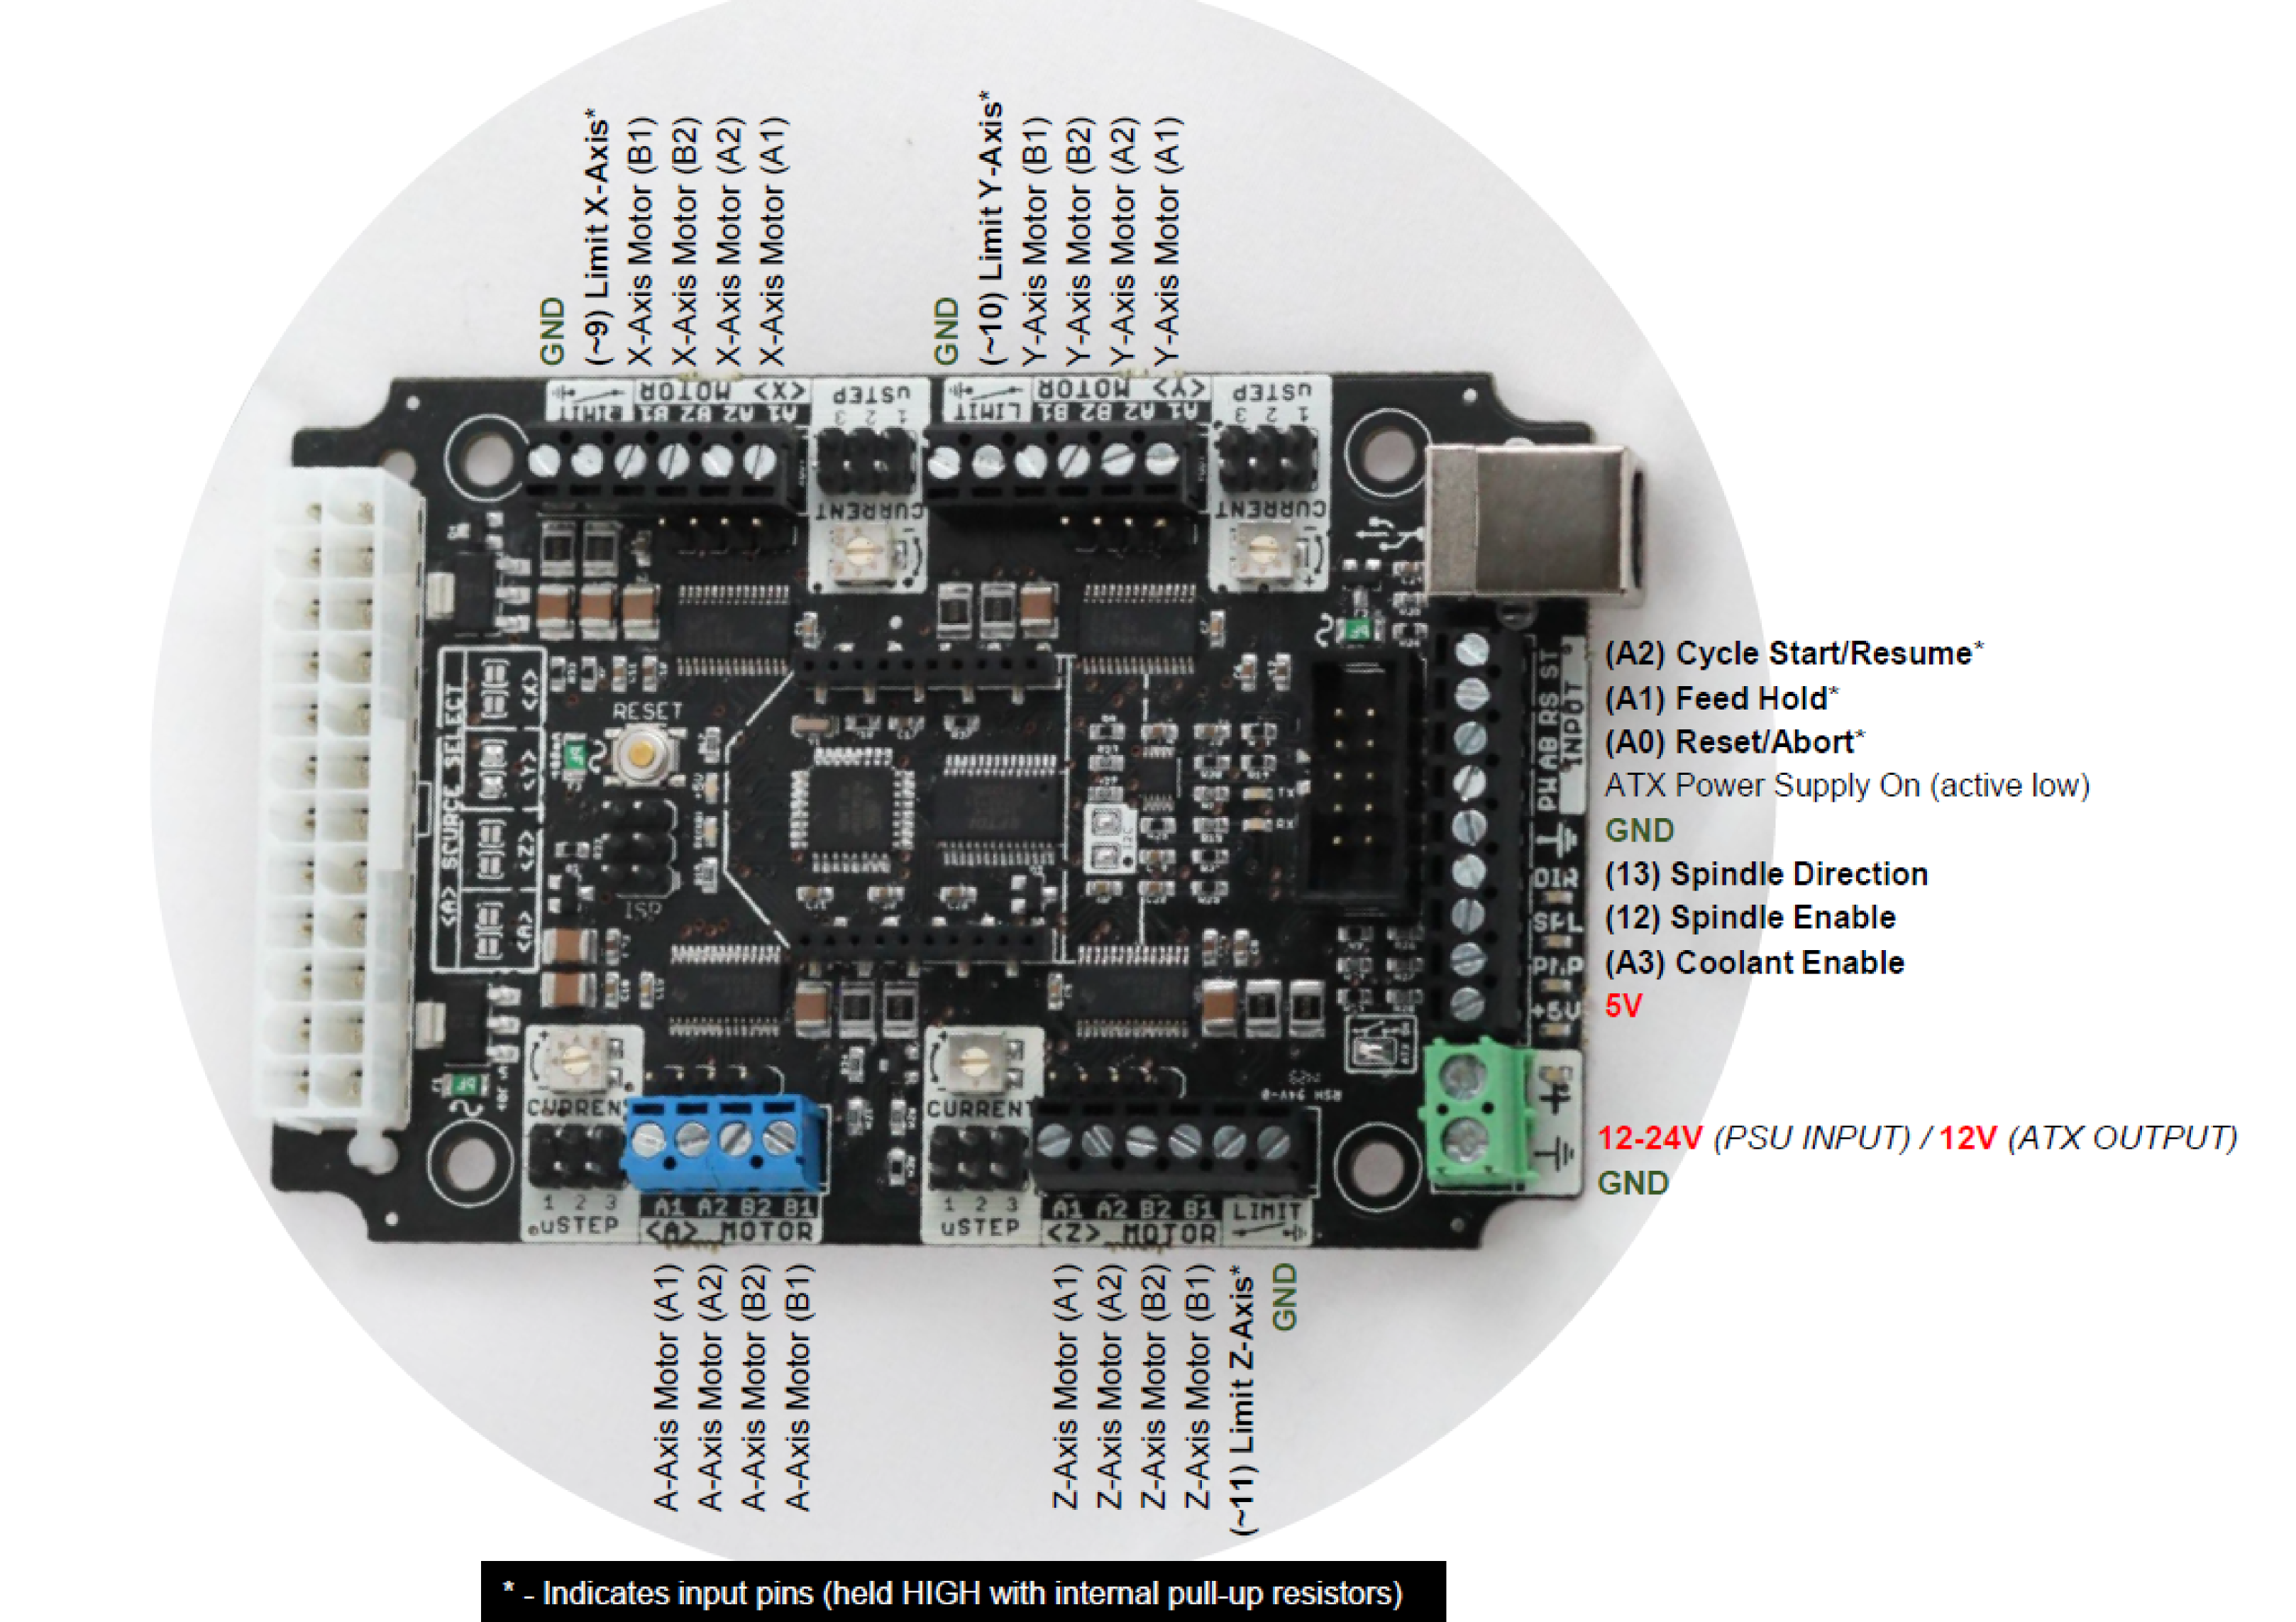 GND
(~9) Limit X-Axis*
X-Axis Motor (B1)
X-Axis Motor (B2)
X-Axis Motor (A2)
X-Axis Motor (A1)
GND
(~10) Limit Y-Axis*
Y-Axis Motor (B1)
Y-Axis Motor (B2)
Y-Axis Motor (A2)
Y-Axis Motor (A1)
LIMIT
MOTOR <X>
B1 B2 A2 A1
uSTEP
3 2 1
CURRENT
LIMIT
MOTOR <Y>
B1 B2 A2 A1
uSTEP
3 2 1
CURRENT
<A> SOURCE SELECT
<X>
<Y>
<Z>
<A>
RESET
+5V
ISP
I2C
TX
RX
INPUT
ST
RS
AB
PW
DIR
+5V
ATX
(A2) Cycle Start/Resume*
(A1) Feed Hold*
(A0) Reset/Abort*
ATX Power Supply On (active low)
GND
(13) Spindle Direction
(12) Spindle Enable
(A3) Coolant Enable
5V
12-24V (PSU INPUT) / 12V (ATX OUTPUT)
GND
CURRENT
1 2 3
uSTEP
A1 A2 B2 B1
<A> MOTOR
CURRENT
1 2 3
uSTEP
A1 A2 B2 B1 LIMIT
<Z> MOTOR
RSH 94V-0
A-Axis Motor (A1)
A-Axis Motor (A2)
A-Axis Motor (B2)
A-Axis Motor (B1)
Z-Axis Motor (A1)
Z-Axis Motor (A2)
Z-Axis Motor (B2)
Z-Axis Motor (B1)
(~11) Limit Z-Axis*
GND
* - Indicates input pins (held HIGH with internal pull-up resistors)